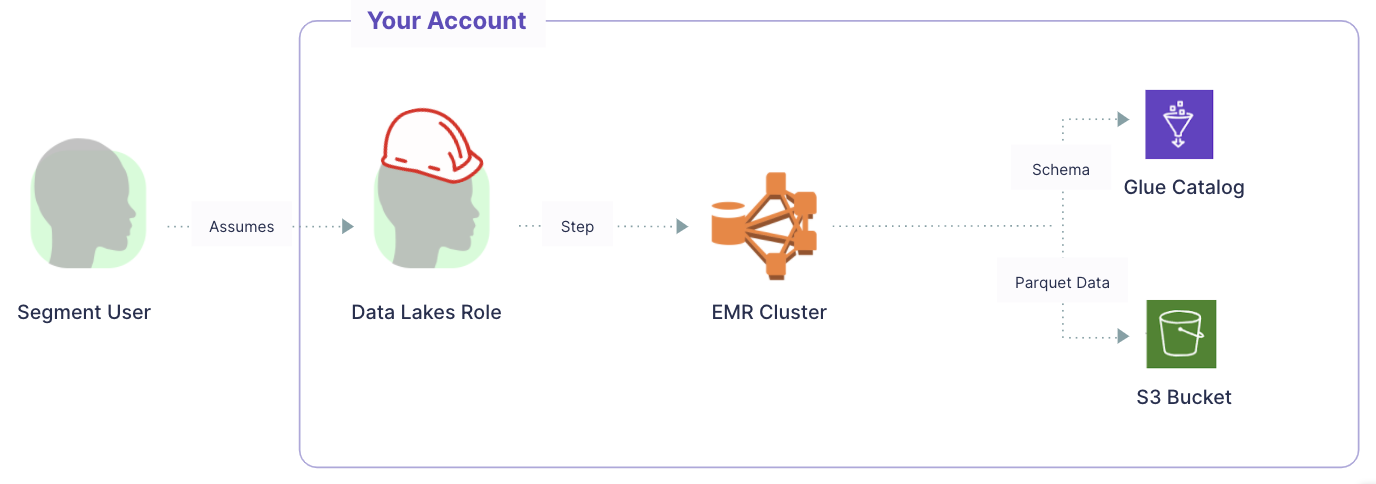 Your Account
Assumes
Step
Schema
Parquet Data
Glue Catalog
Segment User
Data Lakes Role
EMR Cluster
S3 Bucket